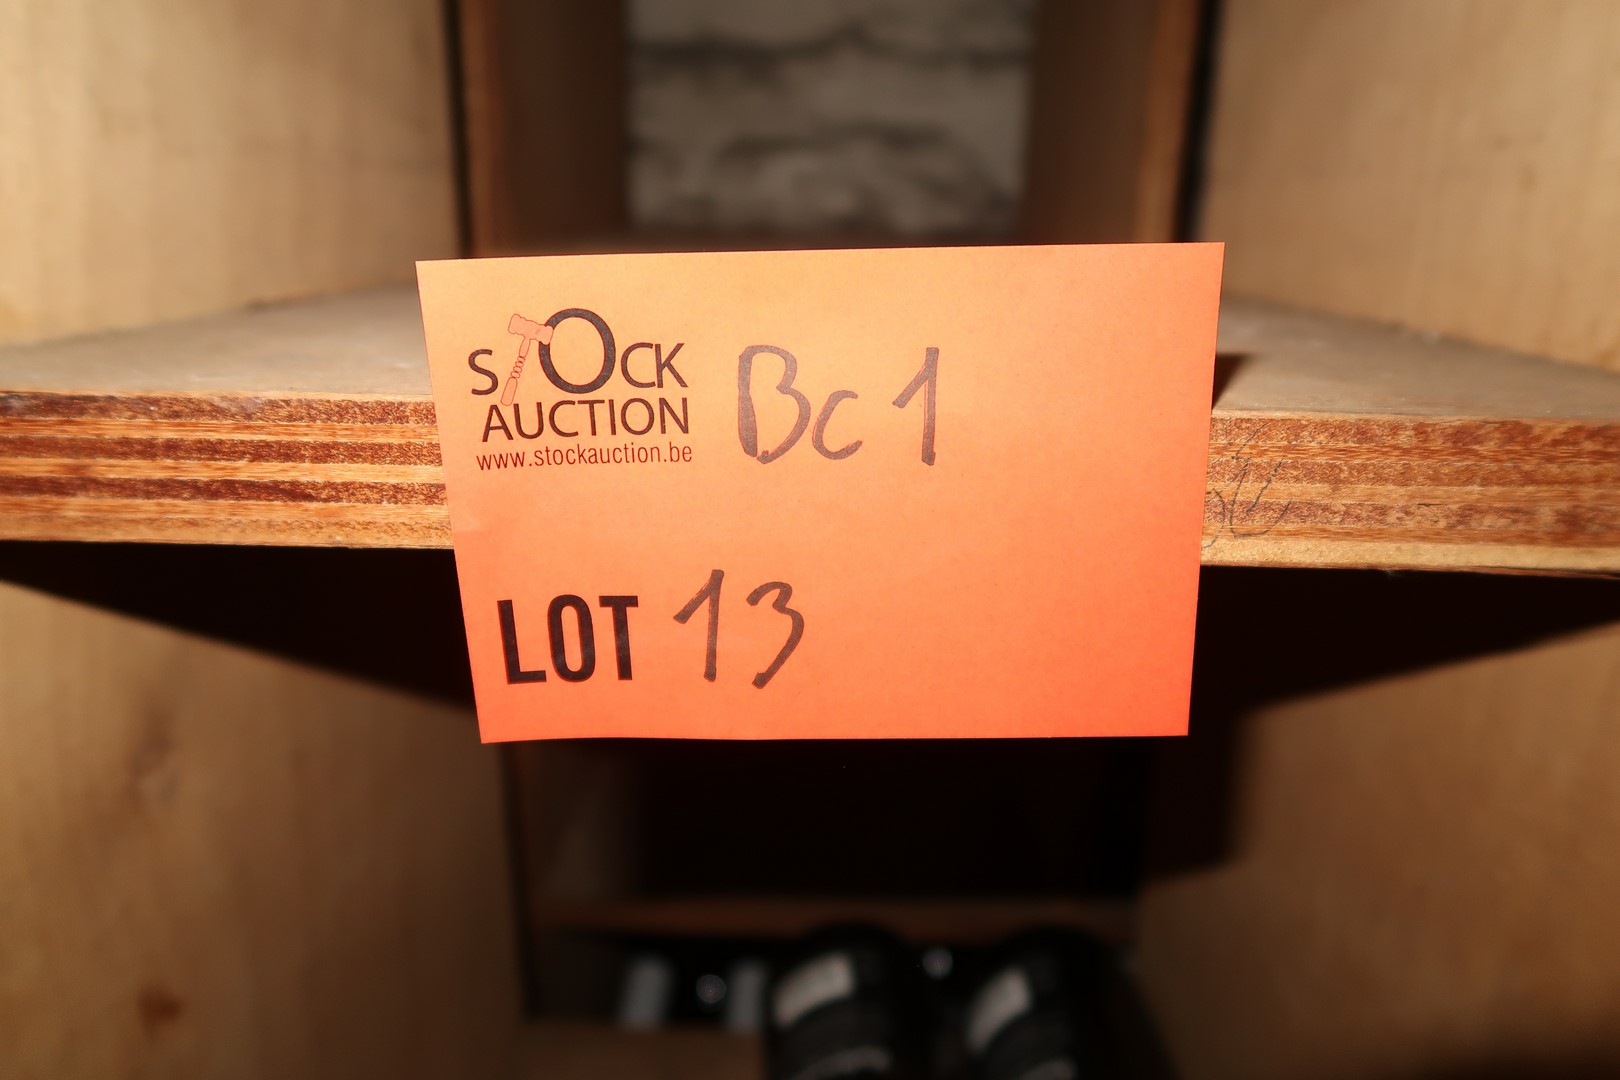 STOCK
AUCTION
www.stockauction.be
Bc 1
LOT 13